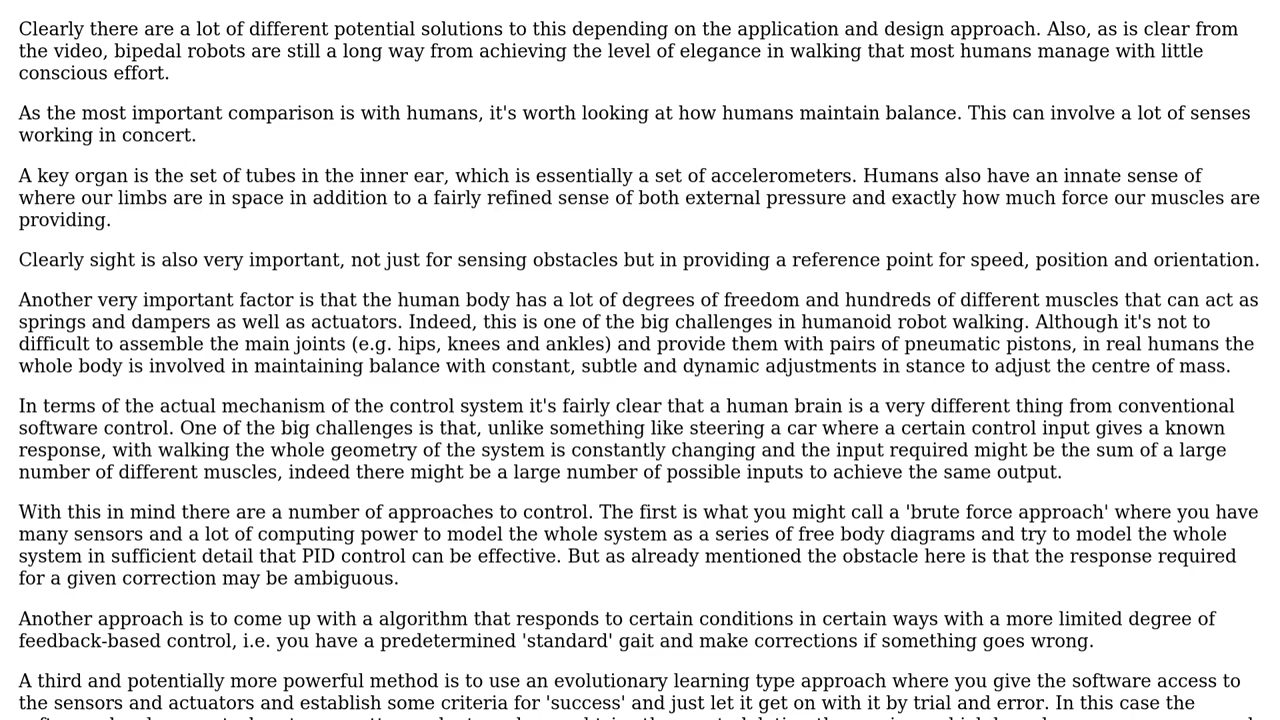 Clearly there are a lot of different potential solutions to this depending on the application and design approach. Also, as is clear from
the video, bipedal robots are still a long way from achieving the level of elegance in walking that most humans manage with little
conscious effort.
As the most important comparison is with humans, it's worth looking at how humans maintain balance. This can involve a lot of senses
working in concert.
A key organ is the set of tubes in the inner ear, which is essentially a set of accelerometers. Humans also have an innate sense of
where our limbs are in space in addition to a fairly refined sense of both external pressure and exactly how much force our muscles are
providing.
Clearly sight is also very important, not just for sensing obstacles but in providing a reference point for speed, position and orientation.
Another very important factor is that the human body has a lot of degrees of freedom and hundreds of different muscles that can act as
springs and dampers as well as actuators. Indeed, this is one of the big challenges in humanoid robot walking. Although it's not to
difficult to assemble the main joints (e.g. hips, knees and ankles) and provide them with pairs of pneumatic pistons, in real humans the
whole body is involved in maintaining balance with constant, subtle and dynamic adjustments in stance to adjust the centre of mass.
In terms of the actual mechanism of the control system it's fairly clear that a human brain is a very different thing from conventional
software control. One of the big challenges is that, unlike something like steering a car where a certain control input gives a known
response, with walking the whole geometry of the system is constantly changing and the input required might be the sum of a large
number of different muscles, indeed there might be a large number of possible inputs to achieve the same output.
With this in mind there are a number of approaches to control. The first is what you might call a 'brute force approach' where you have
many sensors and a lot of computing power to model the whole system as a series of free body diagrams and try to model the whole
system in sufficient detail that PID control can be effective. But as already mentioned the obstacle here is that the response required
for a given correction may be ambiguous.
Another approach is to come up with a algorithm that responds to certain conditions in certain ways with a more limited degree of
feedback-based control, i.e. you have a predetermined 'standard' gait and make corrections if something goes wrong.
A third and potentially more powerful method is to use an evolutionary learning type approach where you give the software access to
the sensors and actuators and establish some criteria for 'success' and just let it get on with it by trial and error. In this case the